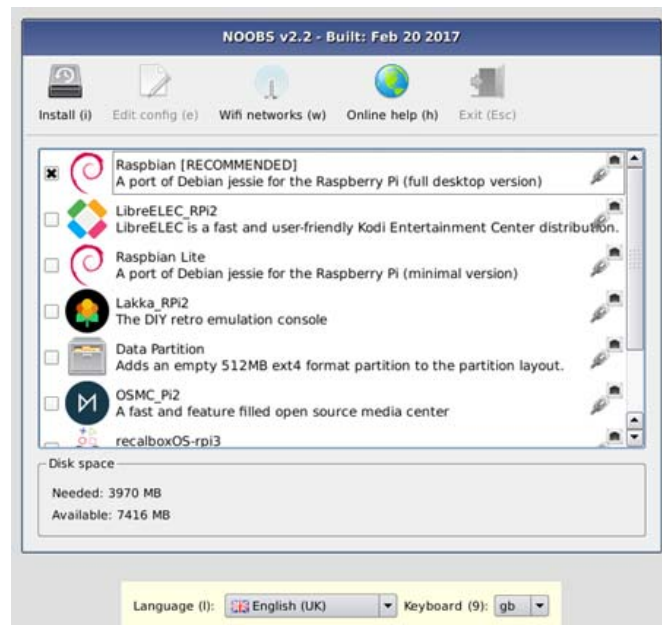 NOOBS v2.2 - Built: Feb 20 2017
Install (i) Edit config (e) Wifi networks (w) Online help (h) Exit (Esc)
Raspbian [RECOMMENDED]
A port of Debian jessie for the Raspberry Pi (full desktop version)
LibreELEC_RPi2
LibreELEC is a fast and user-friendly Kodi Entertainment Center distribution.
Raspbian Lite
A port of Debian jessie for the Raspberry Pi (minimal version)
Lakka_RPi2
The DIY retro emulation console
Data Partition
Adds an empty 512MB ext4 format partition to the partition layout.
OSMC_Pi2
A fast and feature filled open source media center
recalboxOS-rpi3
Disk space
Needed: 3970 MB
Available: 7416 MB
Language (l): English (UK) Keyboard (9): gb